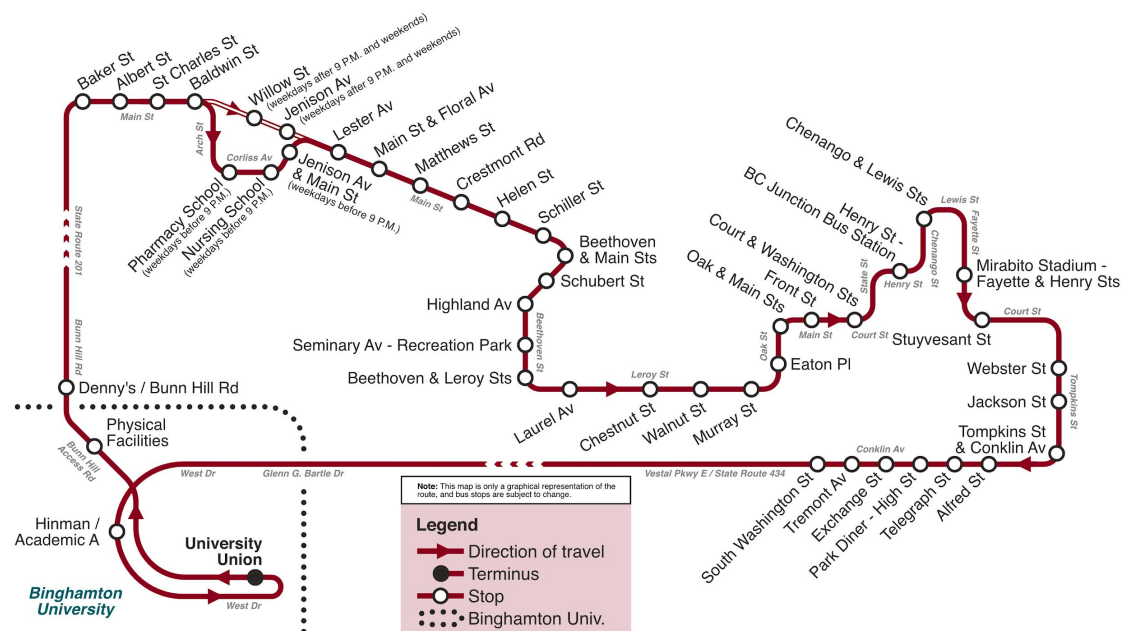 Baker St
Albert St
St Charles St
Baldwin St
Main St
Willow St
(weekdays after 9 P.M. and weekends)
Jenison Av
(weekdays after 9 P.M. and weekends)
Arch St
Corliss Av
Pharmacy School
(weekdays before 9 P.M.)
Nursing School
(weekdays before 9 P.M.)
Jenison Av
& Main St
(weekdays before 9 P.M.)
Lester Av
Main St & Floral Av
Matthews St
Main St
Crestmont Rd
Helen St
Schiller St
Beethoven
& Main Sts
Schubert St
Highland Av
Beethoven St
Seminary Av - Recreation Park
Beethoven & Leroy Sts
Laurel Av
Leroy St
Chestnut St
Walnut St
Murray St
Eaton Pl
Oak St
Oak & Main Sts
Front St
Main St
Court & Washington Sts
Court St
State St
Henry St -
BC Junction Bus Station
Henry St
Chenango St
Chenango & Lewis Sts
Lewis St
Fayette St
Mirabito Stadium -
Fayette & Henry Sts
Stuyvesant St
Court St
Webster St
Jackson St
Tompkins St
Tompkins St
& Conklin Av
Conklin Av
Alfred St
Telegraph St
Park Diner - High St
Exchange St
Tremont Av
South Washington St
Vestal Pkwy E / State Route 434
Glenn G. Bartle Dr
West Dr
State Route 201
Bunn Hill Rd
Denny's / Bunn Hill Rd
Physical
Facilities
Bunn Hill
Access Rd
Hinman /
Academic A
University
Union
West Dr
Binghamton
University
Note: This map is only a graphical representation of the
route, and bus stops are subject to change.
Legend
Direction of travel
Terminus
Stop
Binghamton Univ.